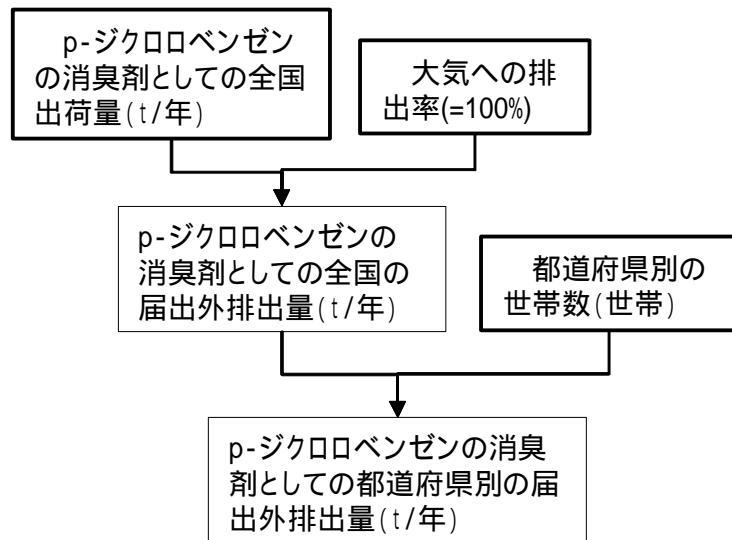 p-ジクロロベンゼン
の消臭剤としての全国
出荷量(t/年)
大気への排
出率(=100%)
p-ジクロロベンゼンの
消臭剤としての全国の
届出外排出量(t/年)
都道府県別の
世帯数(世帯)
p-ジクロロベンゼンの消臭
剤としての都道府県別の届
出外排出量(t/年)